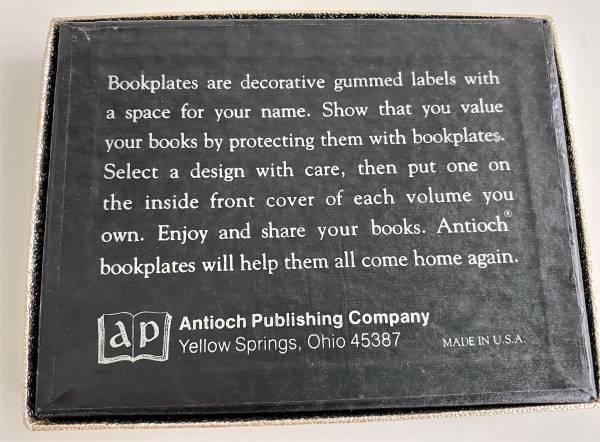 Bookplates are decorative gummed labels with
a space for your name. Show that you value
your books by protecting them with bookplates.
Select a design with care, then put one on
the inside front cover of each volume you
own. Enjoy and share your books. Antioch®
bookplates will help them all come home again.
ap
Antioch Publishing Company
Yellow Springs, Ohio 45387
MADE IN U.S.A.